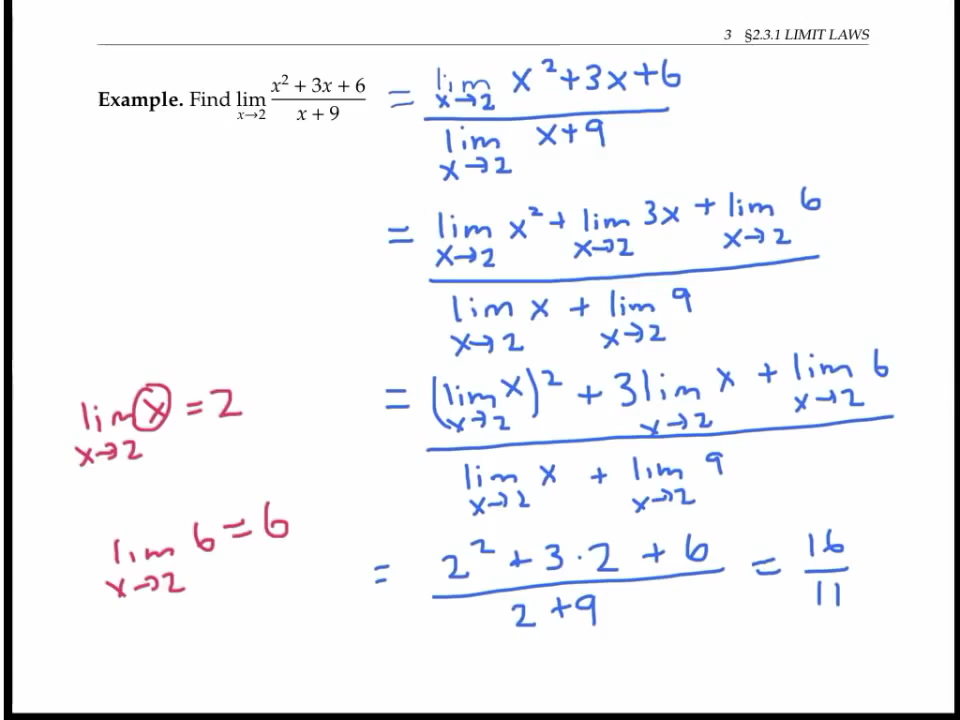 3 §2.3.1 LIMIT LAWS
Example. Find lim x→2 (x² + 3x + 6)/(x + 9) = (lim x→2 x²+3x+6)/(lim x→2 x+9)
= (lim x→2 x² + lim x→2 3x + lim x→2 6)/(lim x→2 x + lim x→2 9)
lim x→2 x = 2
= ((lim x→2 x)² + 3 lim x→2 x + lim x→2 6)/(lim x→2 x + lim x→2 9)
lim x→2 6 = 6
= (2² + 3·2 + 6)/(2+9) = 16/11